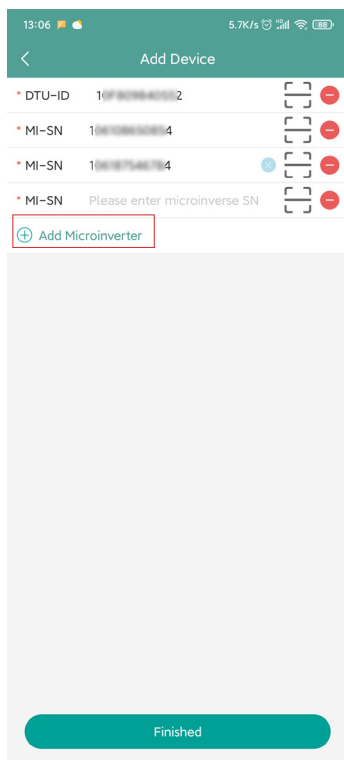 13:06 5.7K/s 88
Add Device
* DTU-ID
* MI-SN
* MI-SN
* MI-SN Please enter microinverse SN
Add Microinverter
Finished